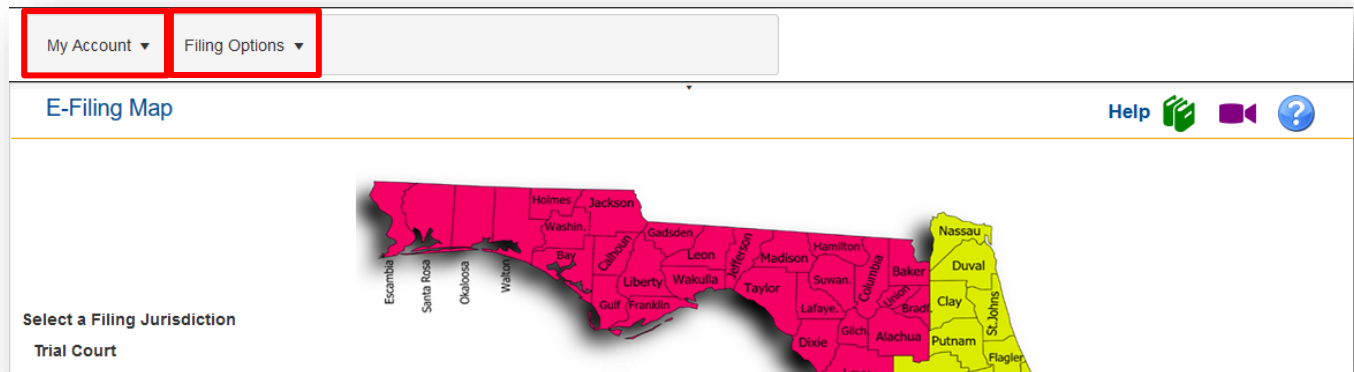 My Account ▼ Filing Options ▼
E-Filing Map
Help ?
Holmes Jackson
Washin. Gadsden Nassau
Bay Calhoun Leon Jefferson Madison Hamilton Duval
Liberty Wakulla Taylor Suwan. Columbia Baker
Escambia Santa Rosa Okaloosa Walton
Gulf Franklin Lafaye. Union Bradf. Clay St.Johns
Select a Filing Jurisdiction
Dixie Gilch. Alachua Putnam
Trial Court
Flagler